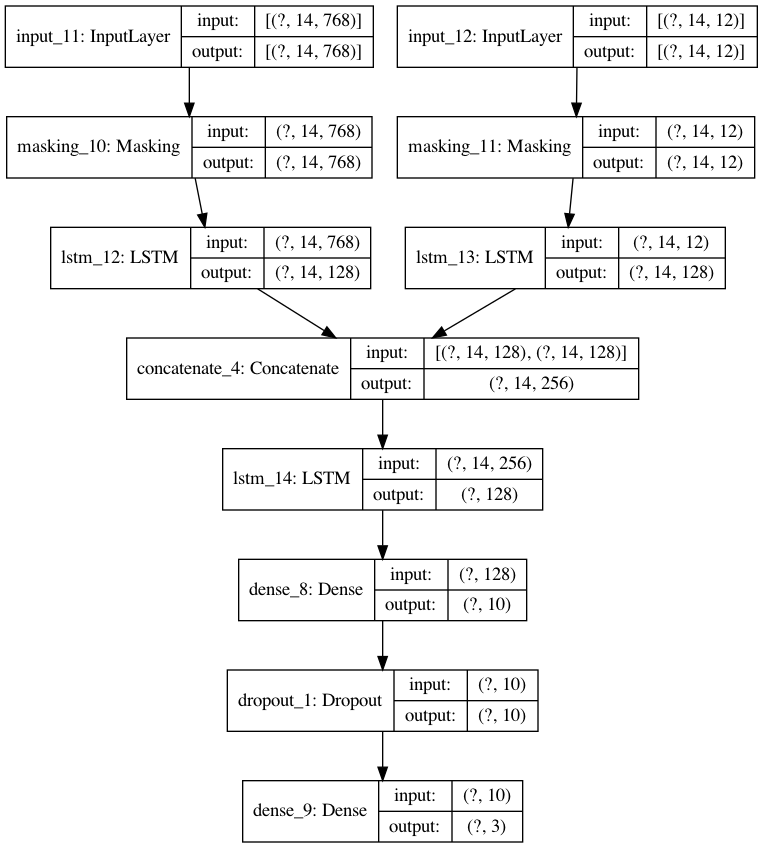 input_11: InputLayer
input: [(?, 14, 768)]
output: [(?, 14, 768)]
input_12: InputLayer
input: [(?, 14, 12)]
output: [(?, 14, 12)]
masking_10: Masking
input: (?, 14, 768)
output: (?, 14, 768)
masking_11: Masking
input: (?, 14, 12)
output: (?, 14, 12)
lstm_12: LSTM
input: (?, 14, 768)
output: (?, 14, 128)
lstm_13: LSTM
input: (?, 14, 12)
output: (?, 14, 128)
concatenate_4: Concatenate
input: [(?, 14, 128), (?, 14, 128)]
output: (?, 14, 256)
lstm_14: LSTM
input: (?, 14, 256)
output: (?, 128)
dense_8: Dense
input: (?, 128)
output: (?, 10)
dropout_1: Dropout
input: (?, 10)
output: (?, 10)
dense_9: Dense
input: (?, 10)
output: (?, 3)